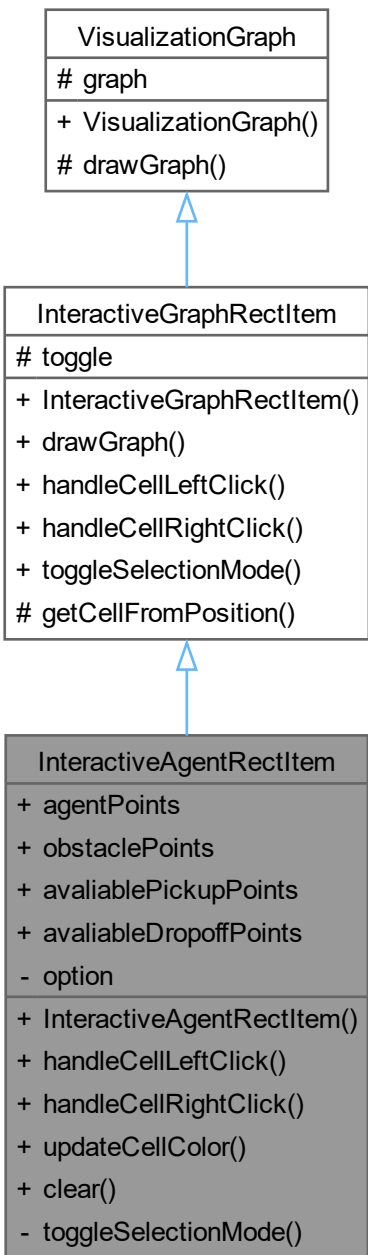 VisualizationGraph
# graph
+ VisualizationGraph()
# drawGraph()
InteractiveGraphRectItem
# toggle
+ InteractiveGraphRectItem()
+ drawGraph()
+ handleCellLeftClick()
+ handleCellRightClick()
+ toggleSelectionMode()
# getCellFromPosition()
InteractiveAgentRectItem
+ agentPoints
+ obstaclePoints
+ avaliablePickupPoints
+ avaliableDropoffPoints
- option
+ InteractiveAgentRectItem()
+ handleCellLeftClick()
+ handleCellRightClick()
+ updateCellColor()
+ clear()
- toggleSelectionMode()